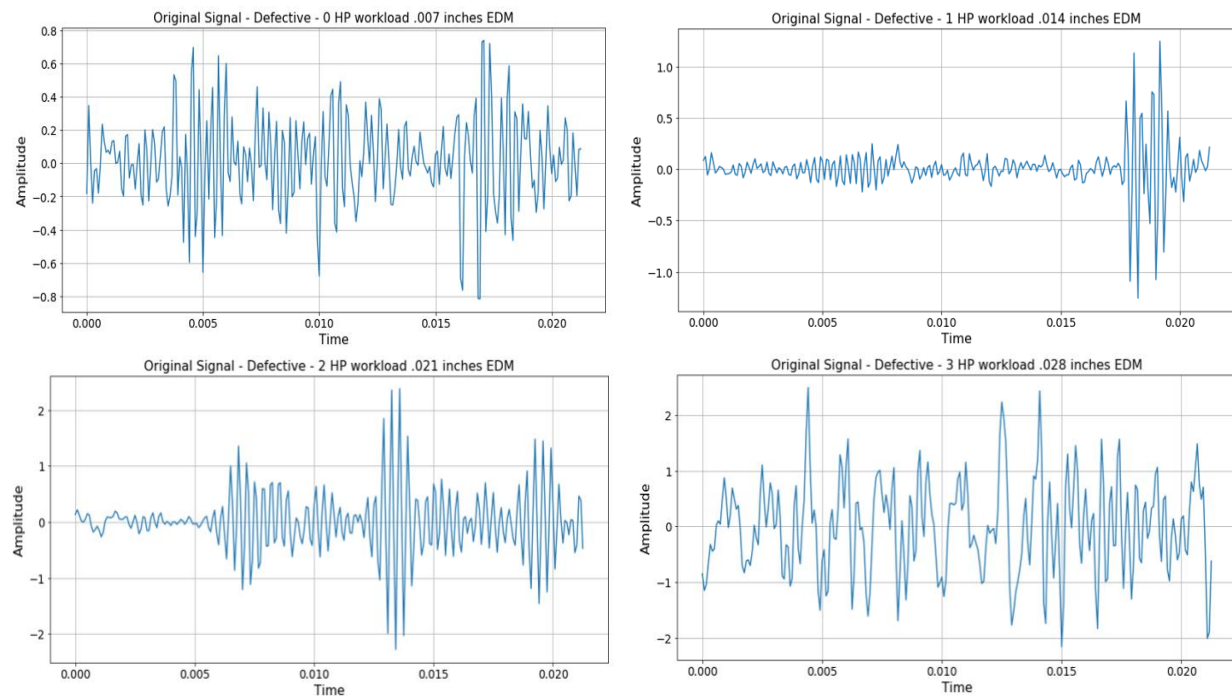 Original Signal - Defective - 0 HP workload .007 inches EDM
0.8
0.6
0.4
0.2
0.0
−0.2
−0.4
−0.6
−0.8
Amplitude
0.000 0.005 0.010 0.015 0.020
Time
Original Signal - Defective - 1 HP workload .014 inches EDM
1.0
0.5
0.0
−0.5
−1.0
Amplitude
0.000 0.005 0.010 0.015 0.020
Time
Original Signal - Defective - 2 HP workload .021 inches EDM
2
1
0
−1
−2
Amplitude
0.000 0.005 0.010 0.015 0.020
Time
Original Signal - Defective - 3 HP workload .028 inches EDM
2
1
0
−1
−2
Amplitude
0.000 0.005 0.010 0.015 0.020
Time